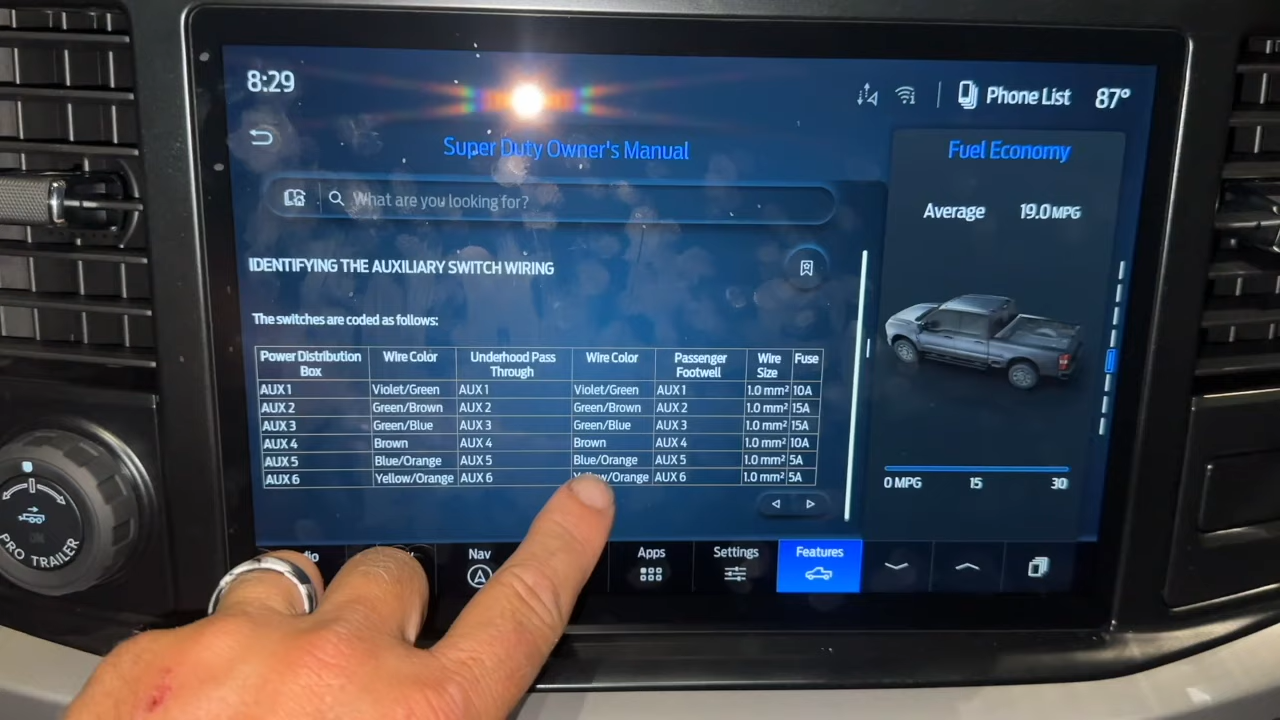 8:29
Phone List
87°
Super Duty Owner's Manual
What are you looking for?
IDENTIFYING THE AUXILIARY SWITCH WIRING
The switches are coded as follows:
Power Distribution Box Wire Color Underhood Pass Through Wire Color Passenger Footwell Wire Size Fuse
AUX 1 Violet/Green AUX 1 Violet/Green AUX 1 1.0 mm² 10A
AUX 2 Green/Brown AUX 2 Green/Brown AUX 2 1.0 mm² 15A
AUX 3 Green/Blue AUX 3 Green/Blue AUX 3 1.0 mm² 15A
AUX 4 Brown AUX 4 Brown AUX 4 1.0 mm² 10A
AUX 5 Blue/Orange AUX 5 Blue/Orange AUX 5 1.0 mm² 5A
AUX 6 Yellow/Orange AUX 6 Yellow/Orange AUX 6 1.0 mm² 5A
Fuel Economy
Average 19.0 MPG
0 MPG 15 30
Nav Apps Settings Features
ON
PRO TRAILER